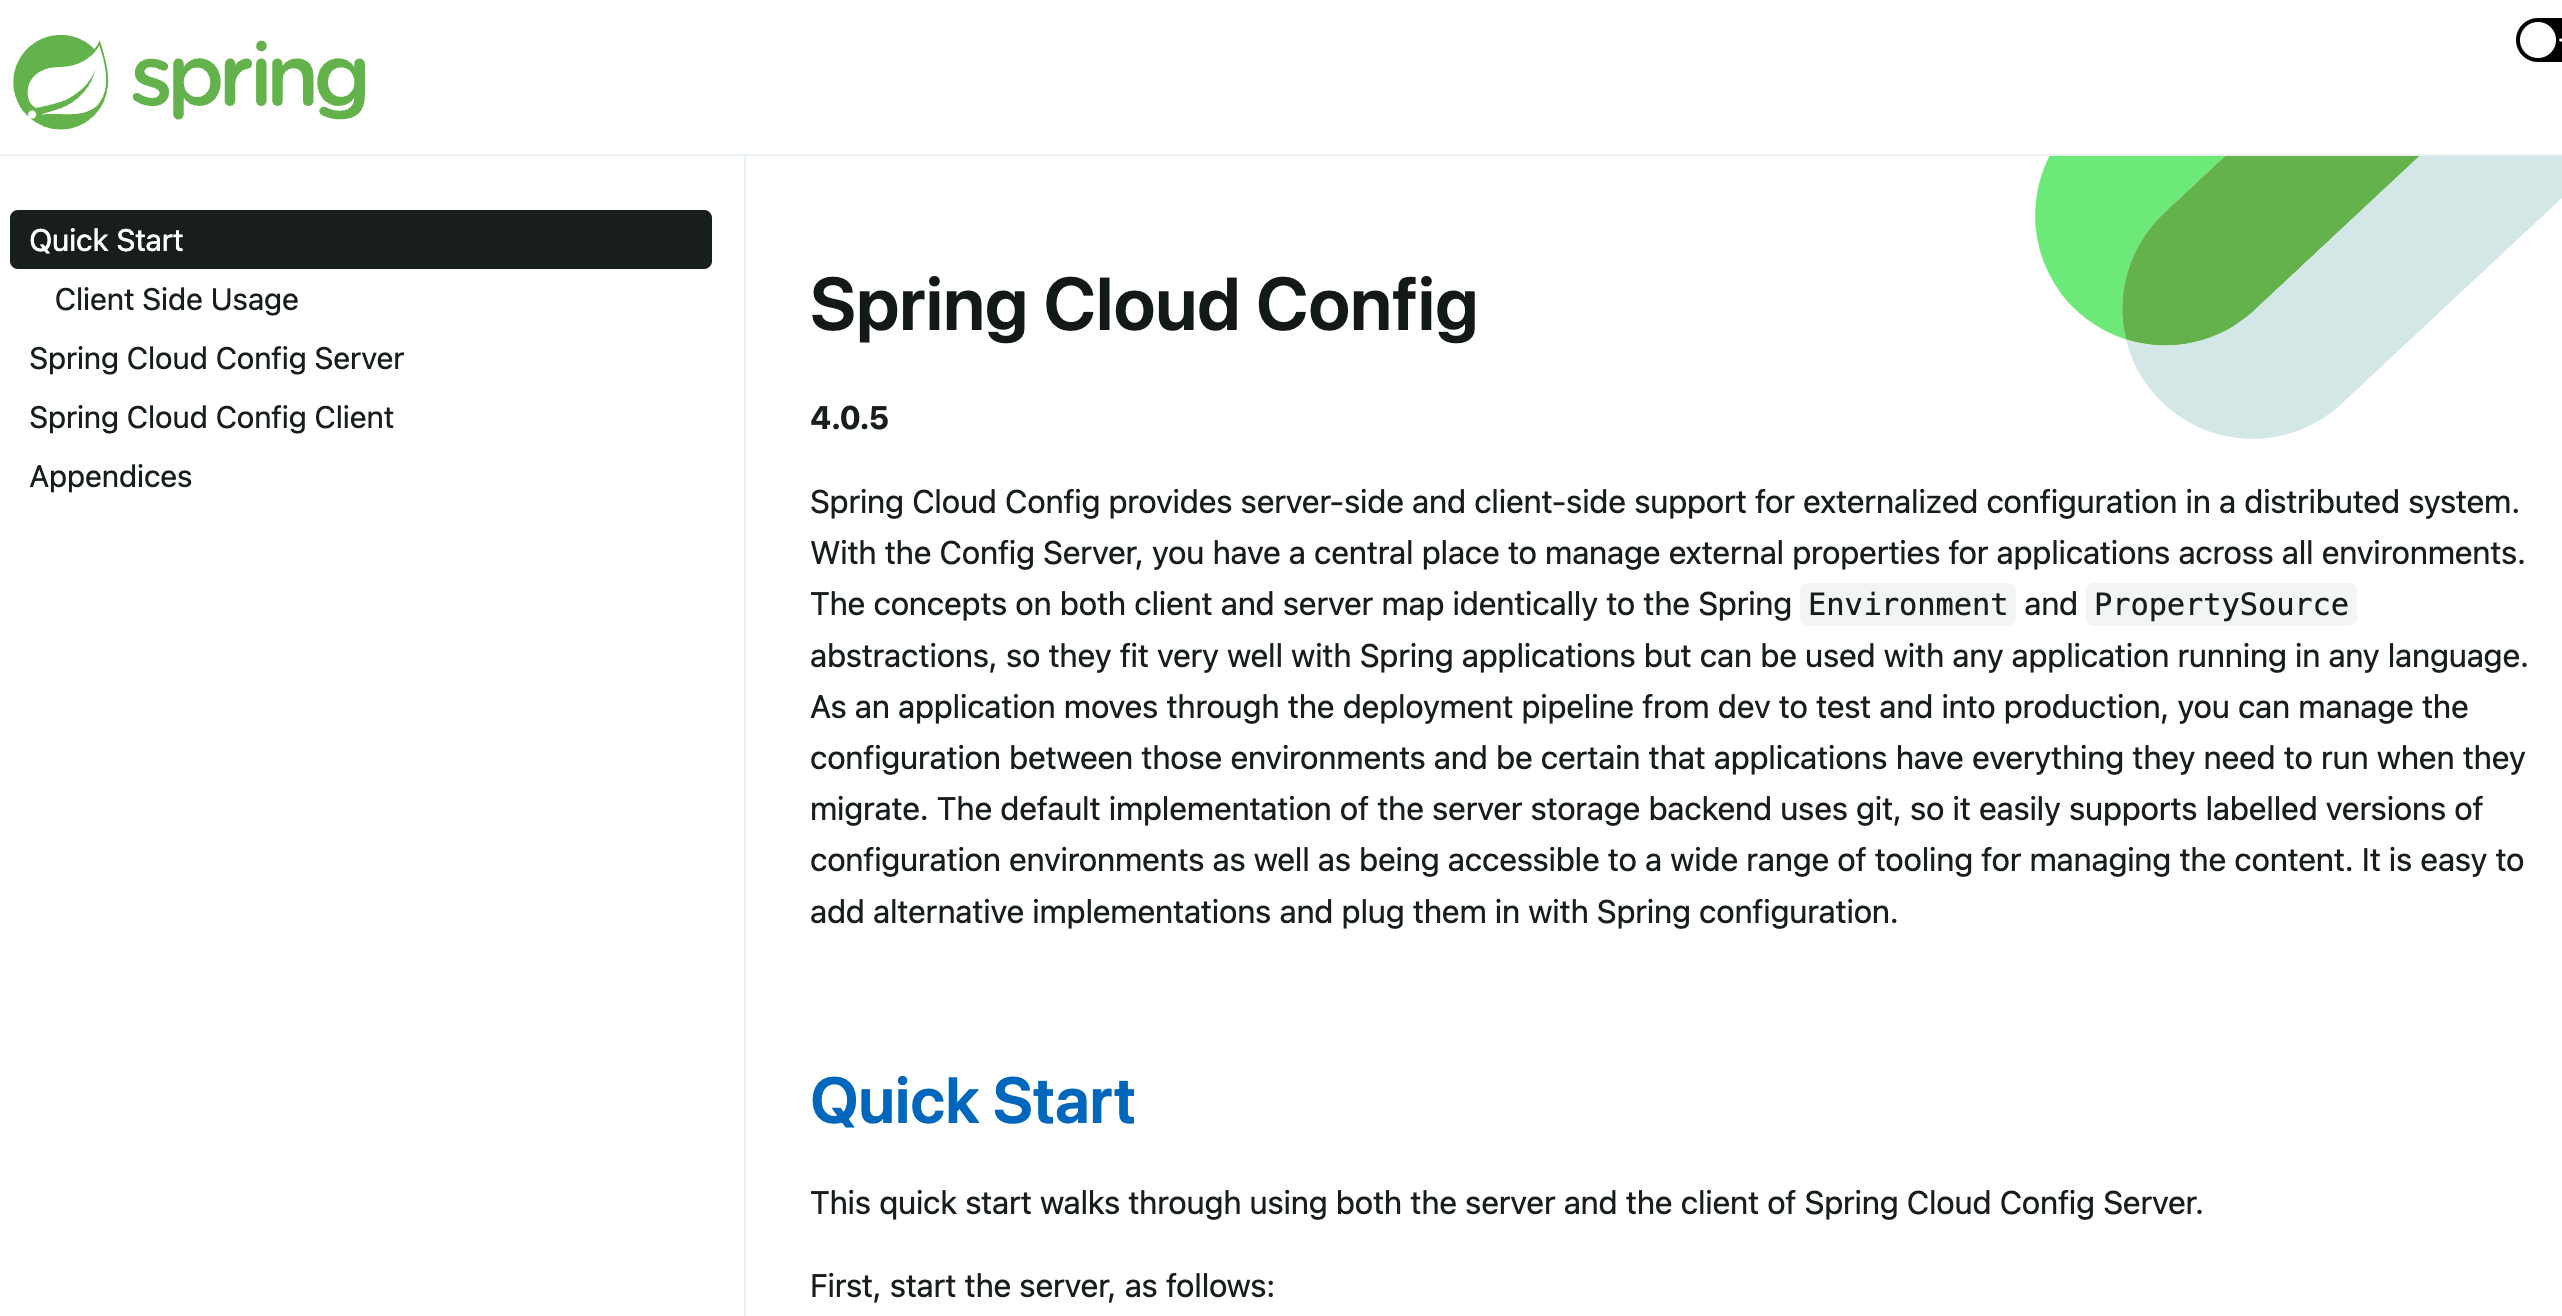 spring
Quick Start
Client Side Usage
Spring Cloud Config Server
Spring Cloud Config Client
Appendices
Spring Cloud Config
4.0.5
Spring Cloud Config provides server-side and client-side support for externalized configuration in a distributed system.
With the Config Server, you have a central place to manage external properties for applications across all environments.
The concepts on both client and server map identically to the Spring Environment and PropertySource
abstractions, so they fit very well with Spring applications but can be used with any application running in any language.
As an application moves through the deployment pipeline from dev to test and into production, you can manage the
configuration between those environments and be certain that applications have everything they need to run when they
migrate. The default implementation of the server storage backend uses git, so it easily supports labelled versions of
configuration environments as well as being accessible to a wide range of tooling for managing the content. It is easy to
add alternative implementations and plug them in with Spring configuration.
Quick Start
This quick start walks through using both the server and the client of Spring Cloud Config Server.
First, start the server, as follows: